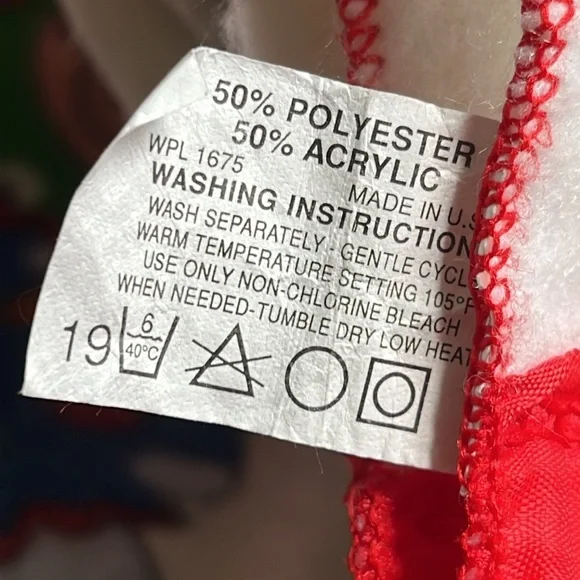 50% POLYESTER
50% ACRYLIC
WPL 1675
MADE IN U.S
WASHING INSTRUCTION
WASH SEPARATELY. GENTLE CYCL
WARM TEMPERATURE SETTING 105°F
USE ONLY NON-CHLORINE BLEACH
WHEN NEEDED-TUMBLE DRY LOW HEAT
19
6
40°C